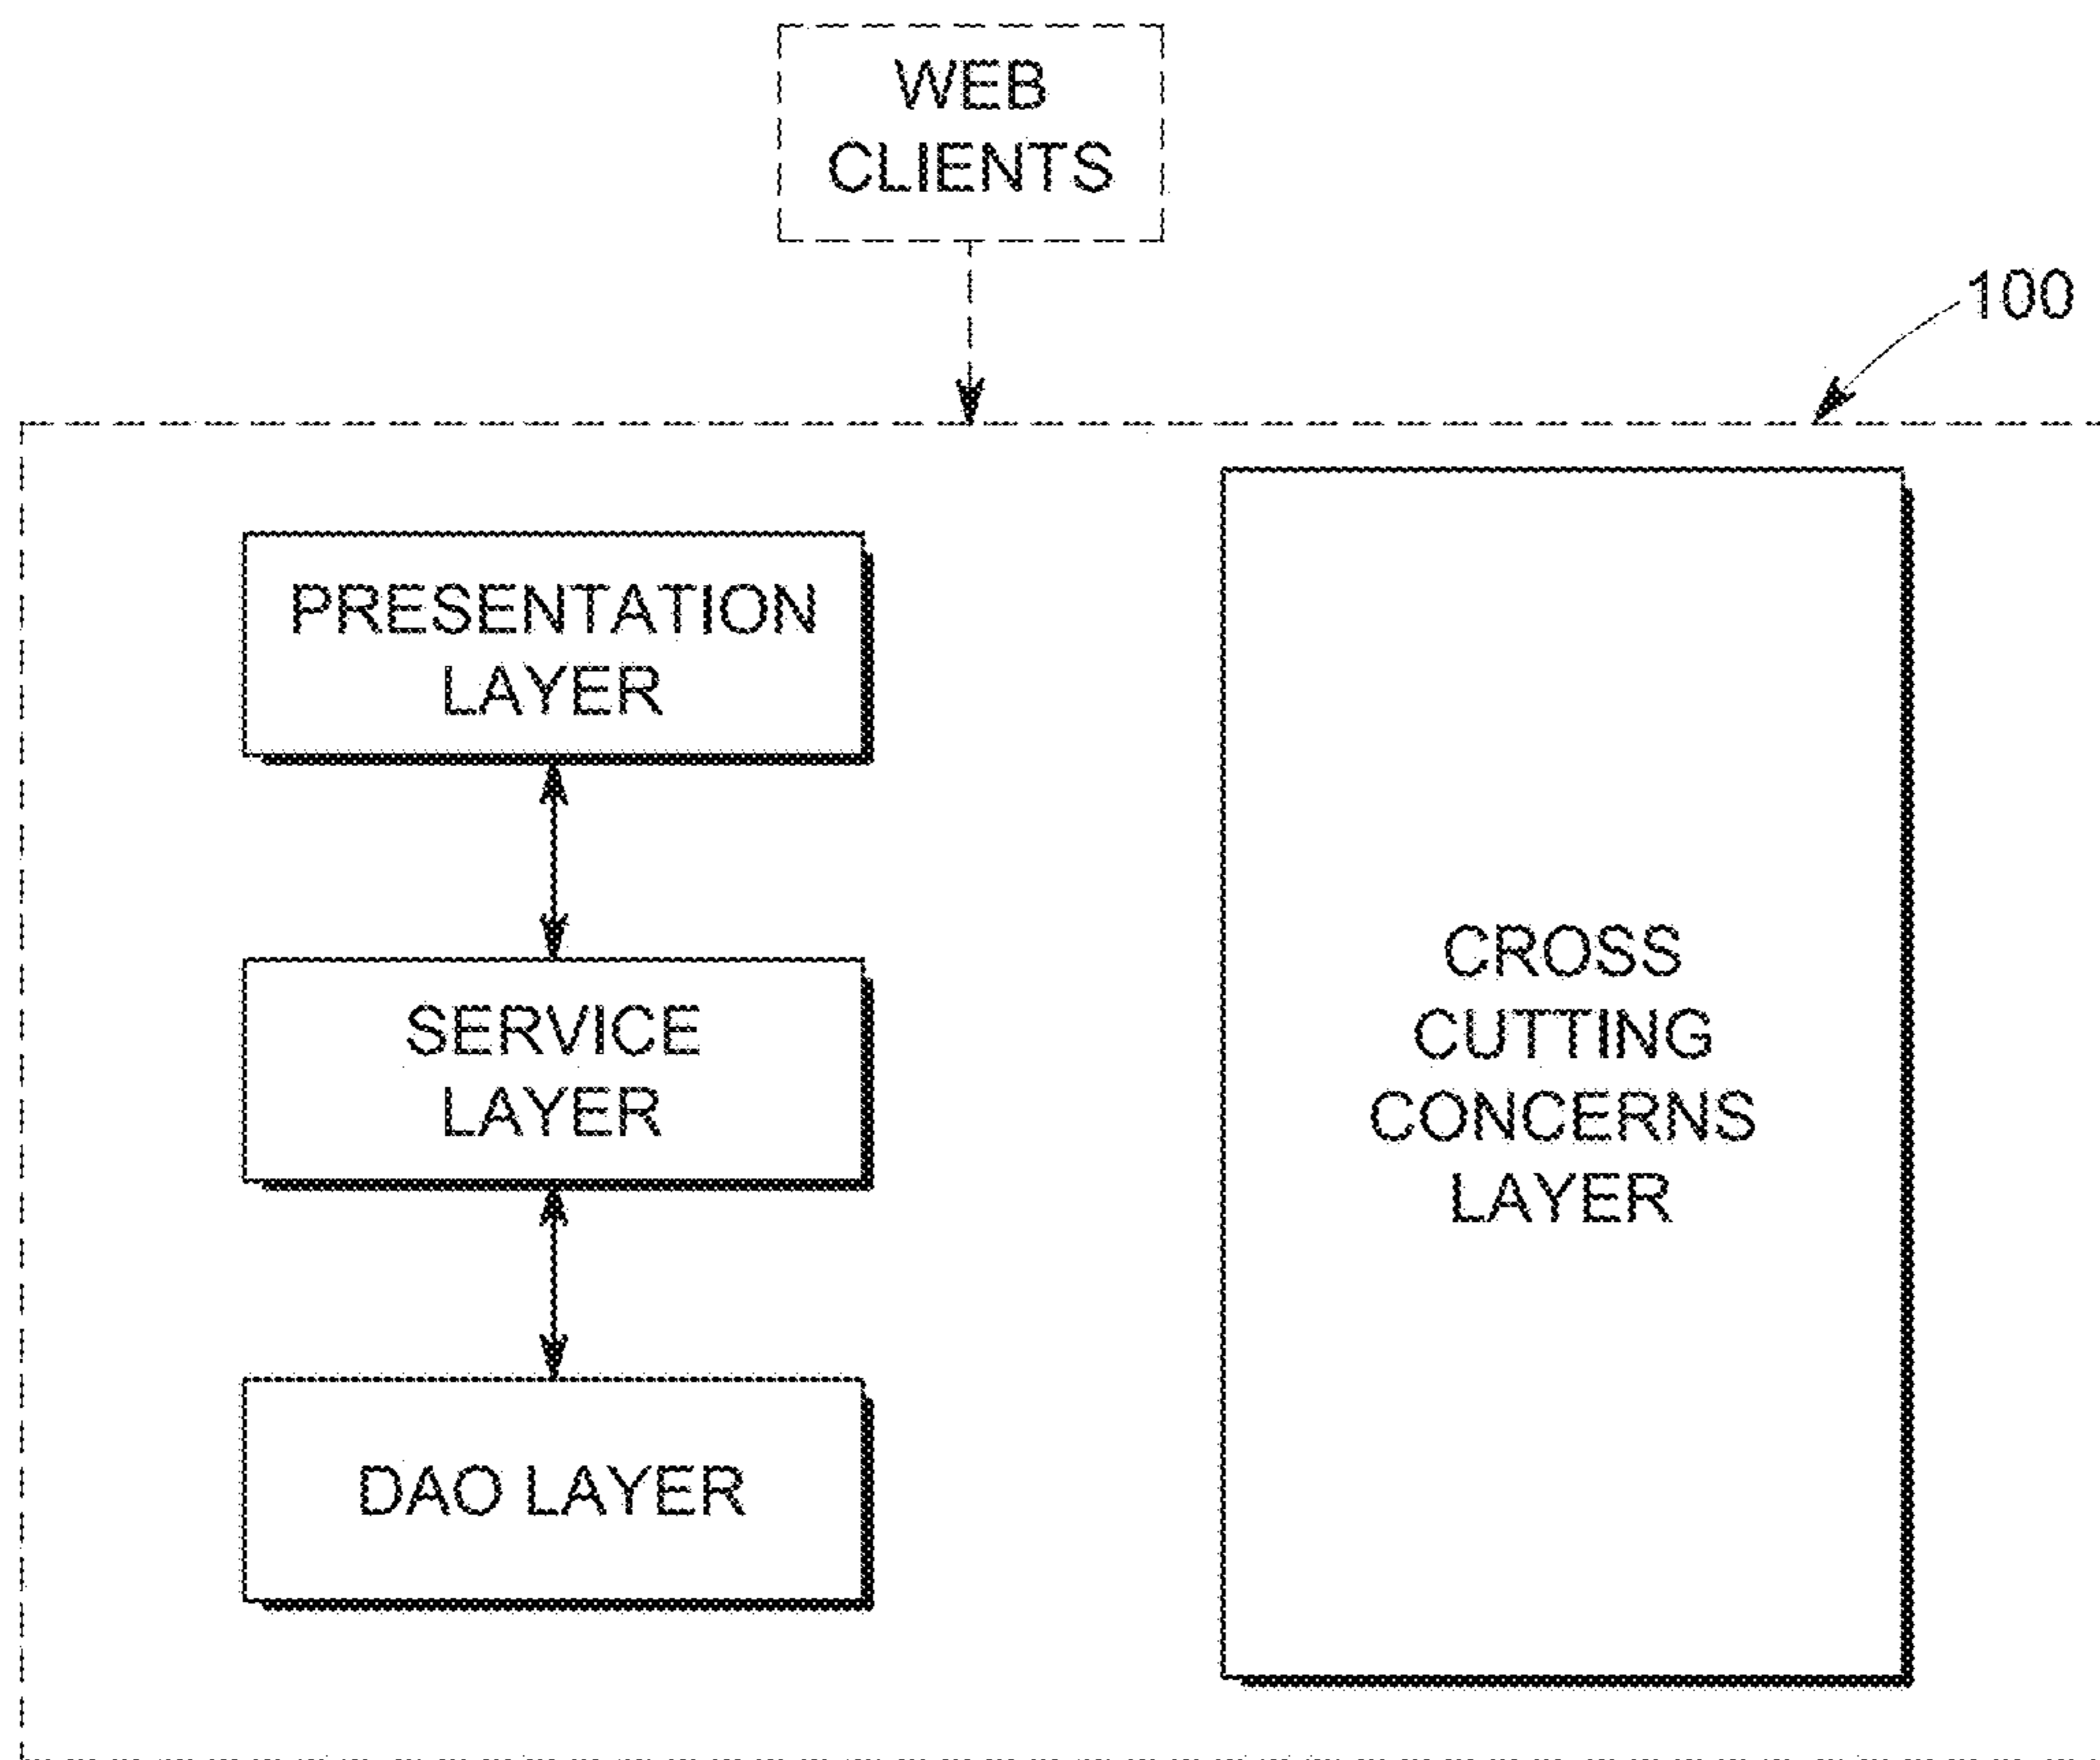 WEB
CLIENTS
100
PRESENTATION
LAYER
SERVICE
LAYER
DAO LAYER
CROSS
CUTTING
CONCERNS
LAYER